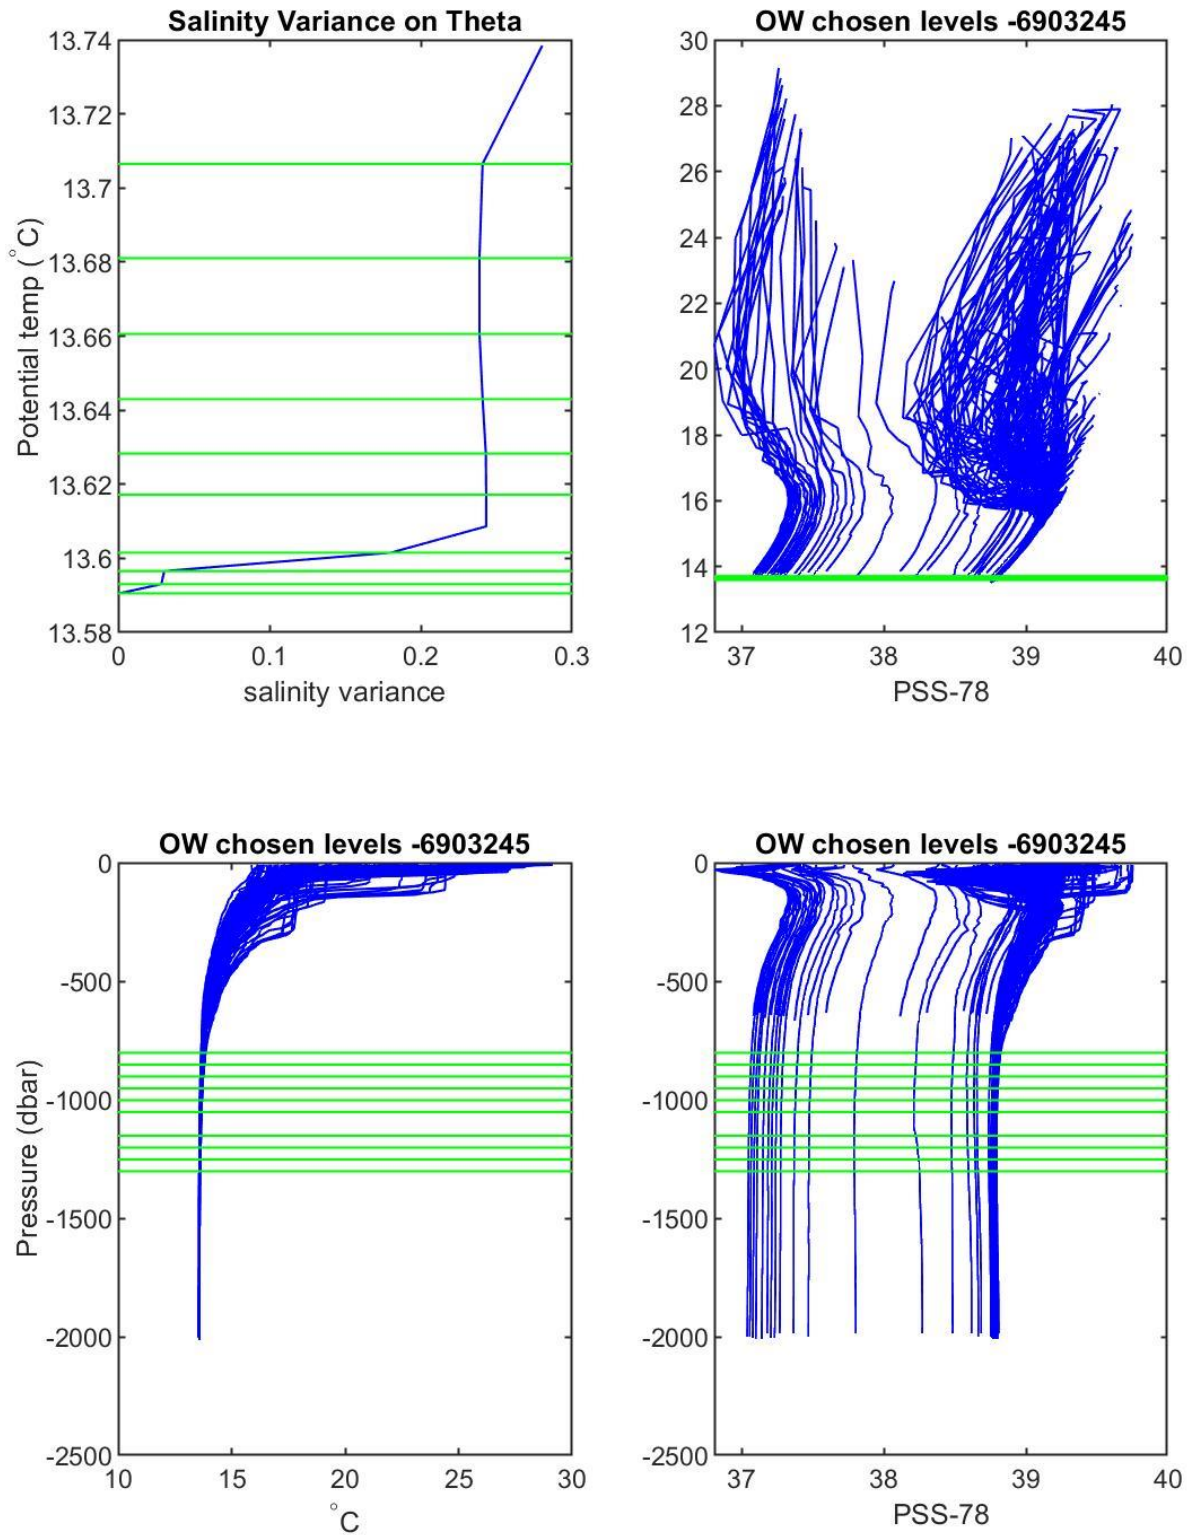 Salinity Variance on Theta
13.74
13.72
13.7
13.68
13.66
13.64
13.62
13.6
13.58
Potential temp (°C)
0 0.1 0.2 0.3
salinity variance
OW chosen levels -6903245
30
28
26
24
22
20
18
16
14
12
37 38 39 40
PSS-78
OW chosen levels -6903245
0
-500
-1000
-1500
-2000
-2500
Pressure (dbar)
10 15 20 25 30
°C
OW chosen levels -6903245
0
-500
-1000
-1500
-2000
-2500
37 38 39 40
PSS-78